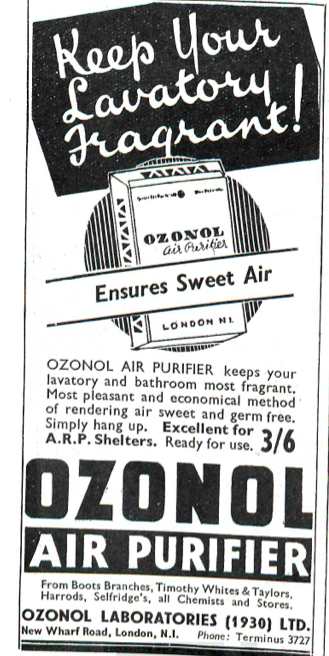 Keep Your
Lavatory
Fragrant!
OZONOL
Air Purifier
Ensures Sweet Air
LONDON N1.
OZONOL AIR PURIFIER keeps your
lavatory and bathroom most fragrant.
Most pleasant and economical method
of rendering air sweet and germ free.
Simply hang up. Excellent for
A.R.P. Shelters. Ready for use. 3/6
OZONOL
AIR PURIFIER
From Boots Branches, Timothy Whites & Taylors,
Harrods, Selfridge's, all Chemists and Stores.
OZONOL LABORATORIES (1930) LTD.
New Wharf Road, London, N.I. Phone: Terminus 3727